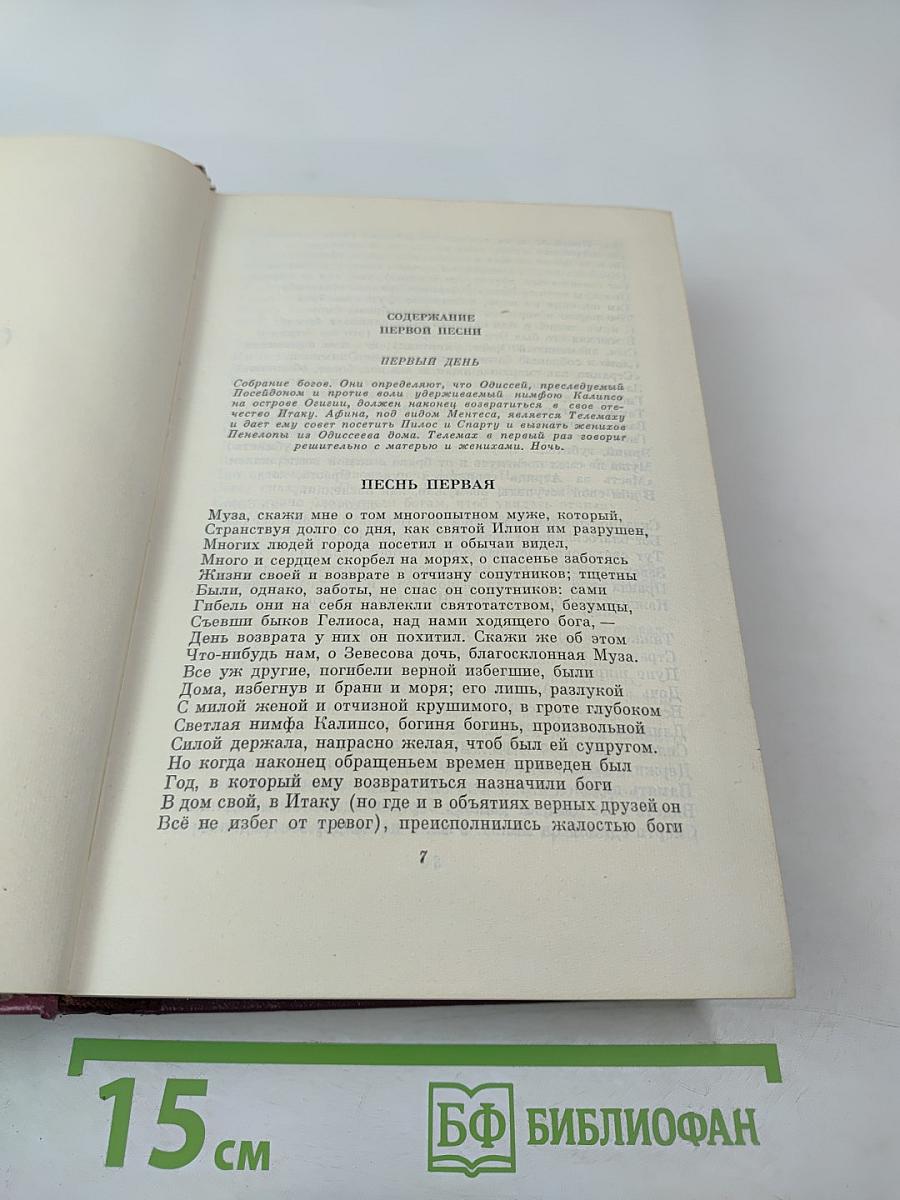 СОДЕРЖАНИЕ
ПЕРВОЙ ПЕСНИ
ПЕРВЫЙ ДЕНЬ
Собрание богов. Они определяют, что Одиссей, преследуемый
Посейдоном и против воли удерживаемый нимфою Калипсо
на острове Огигии, должен наконец возвратиться в свое оте-
чество Итаку. Афина, под видом Ментеса, является Телемаху
и дает ему совет посетить Пилос и Спарту и выгнать женихов
Пенелопы из Одиссеева дома. Телемах в первый раз говорит
решительно с матерью и женихами. Ночь.
ПЕСНЬ ПЕРВАЯ
Муза, скажи мне о том многоопытном муже, который,
Странствуя долго со дня, как святой Илион им разрушен,
Многих людей города посетил и обычаи видел,
Много и сердцем скорбел на морях, о спасенье заботясь
Жизни своей и возврате в отчизну сопутников; тщетны
Были, однако, заботы, не спас он сопутников: сами
Гибель они на себя навлекли святотатством, безумцы,
Съевши быков Гелиоса, над нами ходящего бога, —
День возврата у них он похитил. Скажи же об этом
Что-нибудь нам, о Зевесова дочь, благосклонная Муза.
Все уж другие, погибели верной избегшие, были
Дома, избегнув и брани и моря; его лишь, разлукой
С милой женой и отчизной крушимого, в гроте глубоком
Светлая нимфа Калипсо, богиня богинь, произвольной
Силой держала, напрасно желая, чтоб был ей супругом.
Но когда наконец обращеньем времен приведен был
Год, в который ему возвратиться назначили боги
В дом свой, в Итаку (но где и в объятиях верных друзей он
Всё не избег от тревог), преисполнились жалостью боги
7
15 см
БФ БИБЛИОФАН